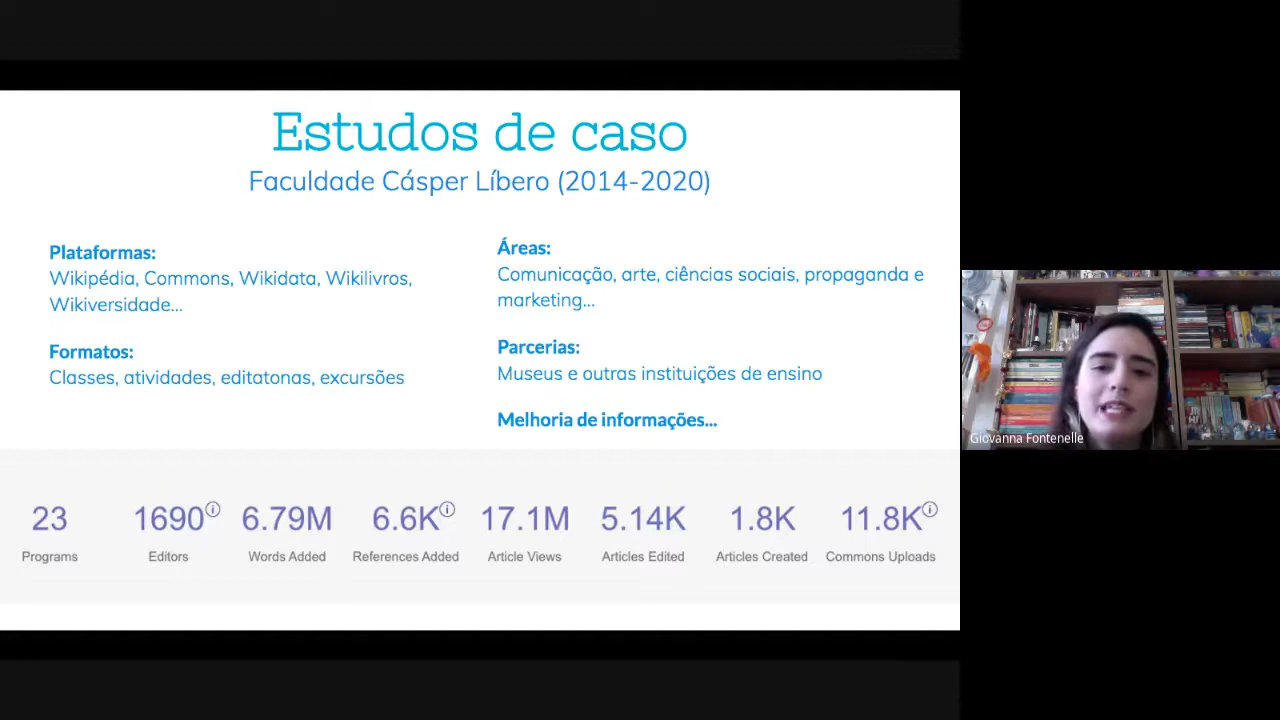 Estudos de caso
Faculdade Cásper Líbero (2014-2020)
Plataformas:
Wikipédia, Commons, Wikidata, Wikilivros,
Wikiversidade...
Formatos:
Classes, atividades, editatonas, excursões
Áreas:
Comunicação, arte, ciências sociais, propaganda e
marketing...
Parcerias:
Museus e outras instituições de ensino
Melhoria de informações...
23
Programs
1690
Editors
6.79M
Words Added
6.6K
References Added
17.1M
Article Views
5.14K
Articles Edited
1.8K
Articles Created
11.8K
Commons Uploads
Giovanna Fontenelle